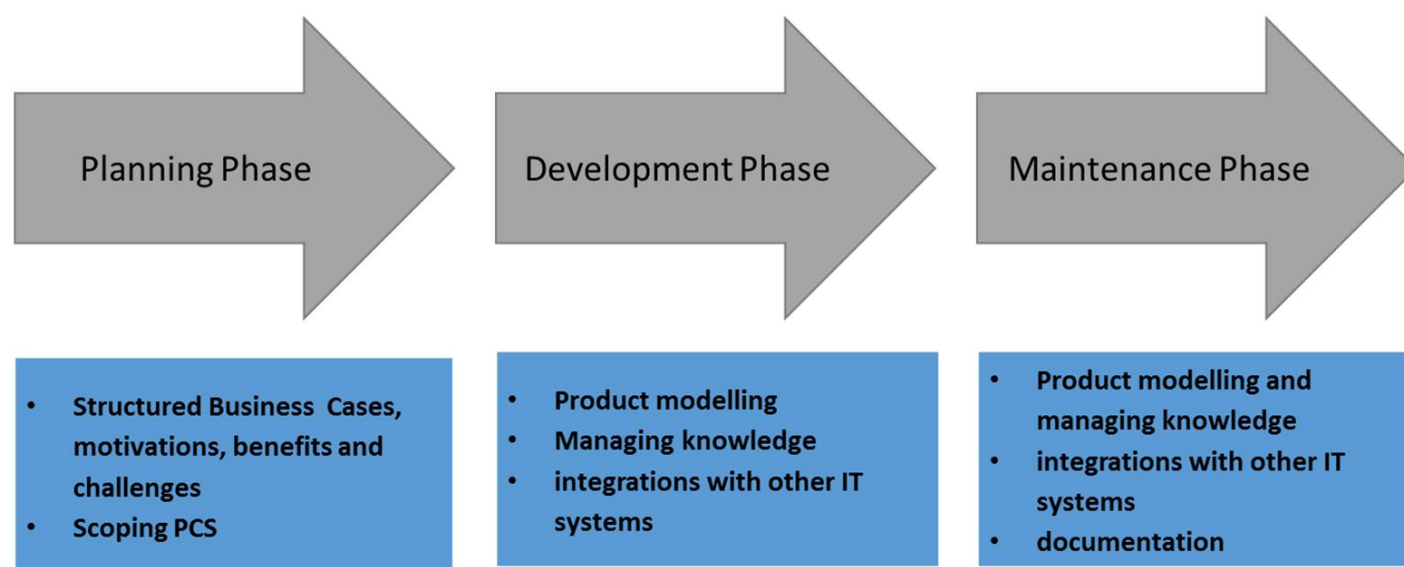 Planning Phase
Development Phase
Maintenance Phase
• Structured Business Cases,
motivations, benefits and
challenges
• Scoping PCS
• Product modelling
• Managing knowledge
• integrations with other IT
systems
• Product modelling and
managing knowledge
• integrations with other IT
systems
• documentation